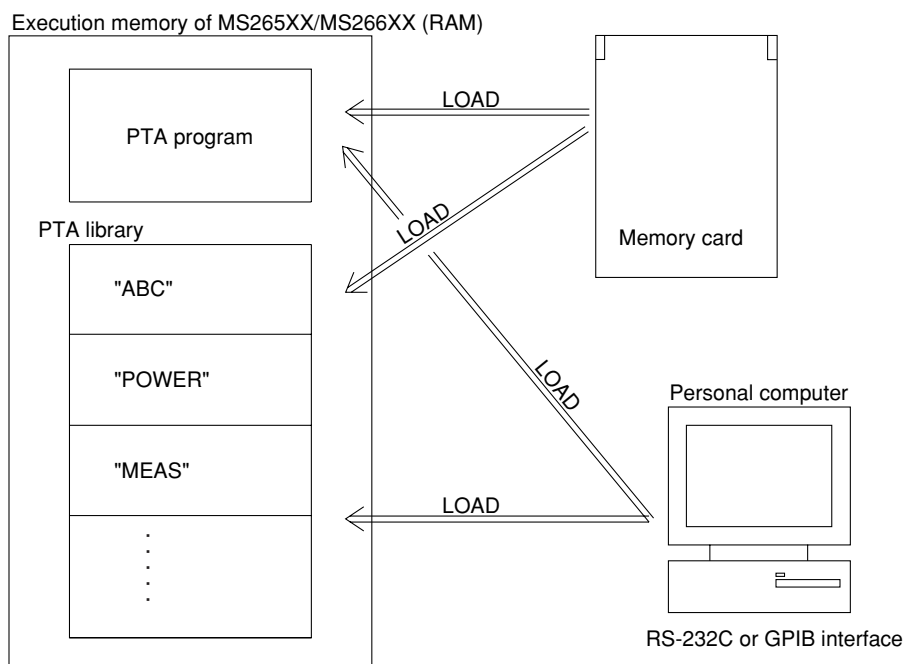 Execution memory of MS265XX/MS266XX (RAM)
PTA program
LOAD
Memory card
LOAD
PTA library
"ABC"
"POWER"
"MEAS"
LOAD
LOAD
Personal computer
RS-232C or GPIB interface